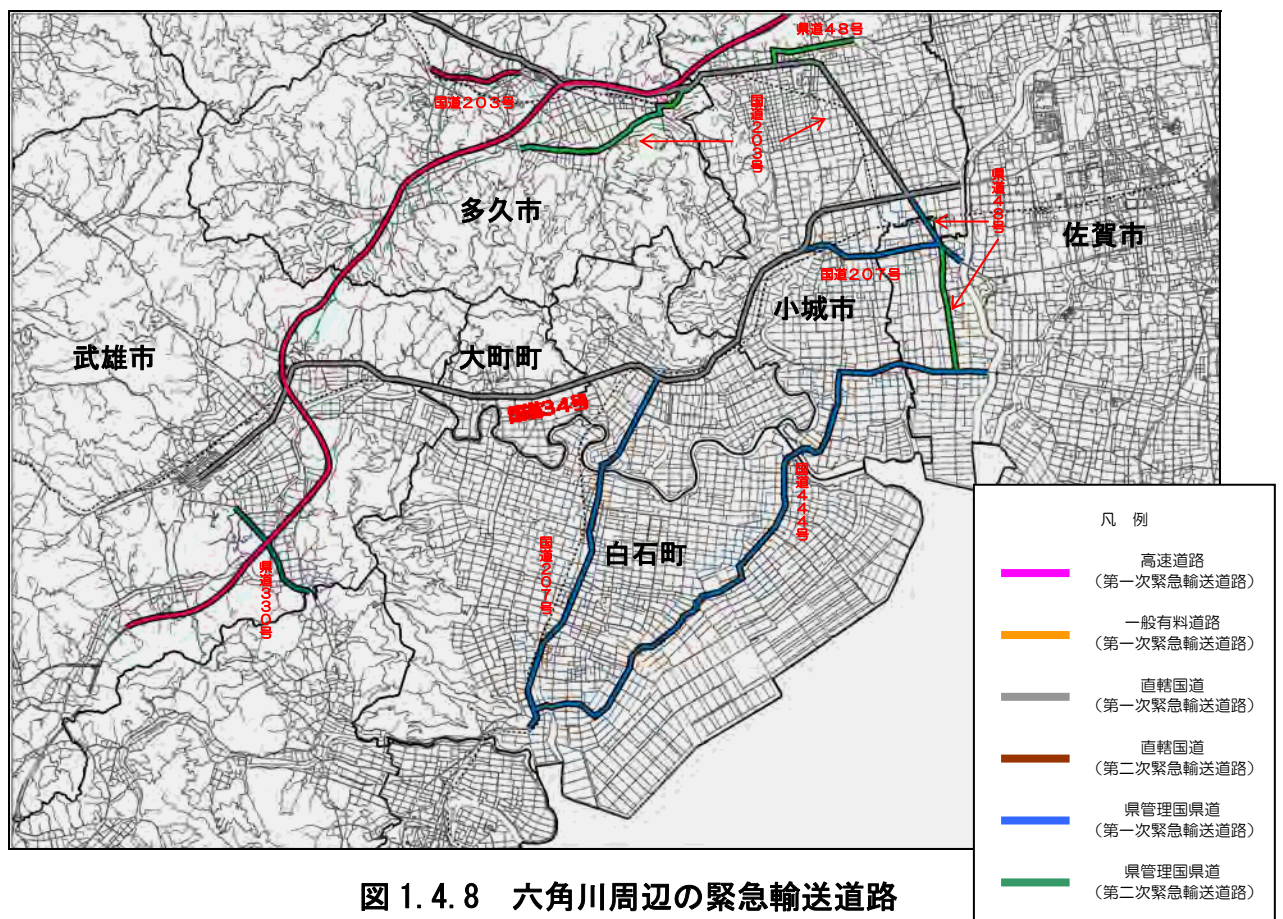 県道48号
国道203号
国道203号
県道48号
多久市
佐賀市
国道207号
小城市
武雄市
大町町
国道34号
国道444号
国道207号
白石町
県道330号
凡 例
高速道路
（第一次緊急輸送道路）
一般有料道路
（第一次緊急輸送道路）
直轄国道
（第一次緊急輸送道路）
直轄国道
（第二次緊急輸送道路）
県管理国県道
（第一次緊急輸送道路）
県管理国県道
（第二次緊急輸送道路）
図 1.4.8 六角川周辺の緊急輸送道路